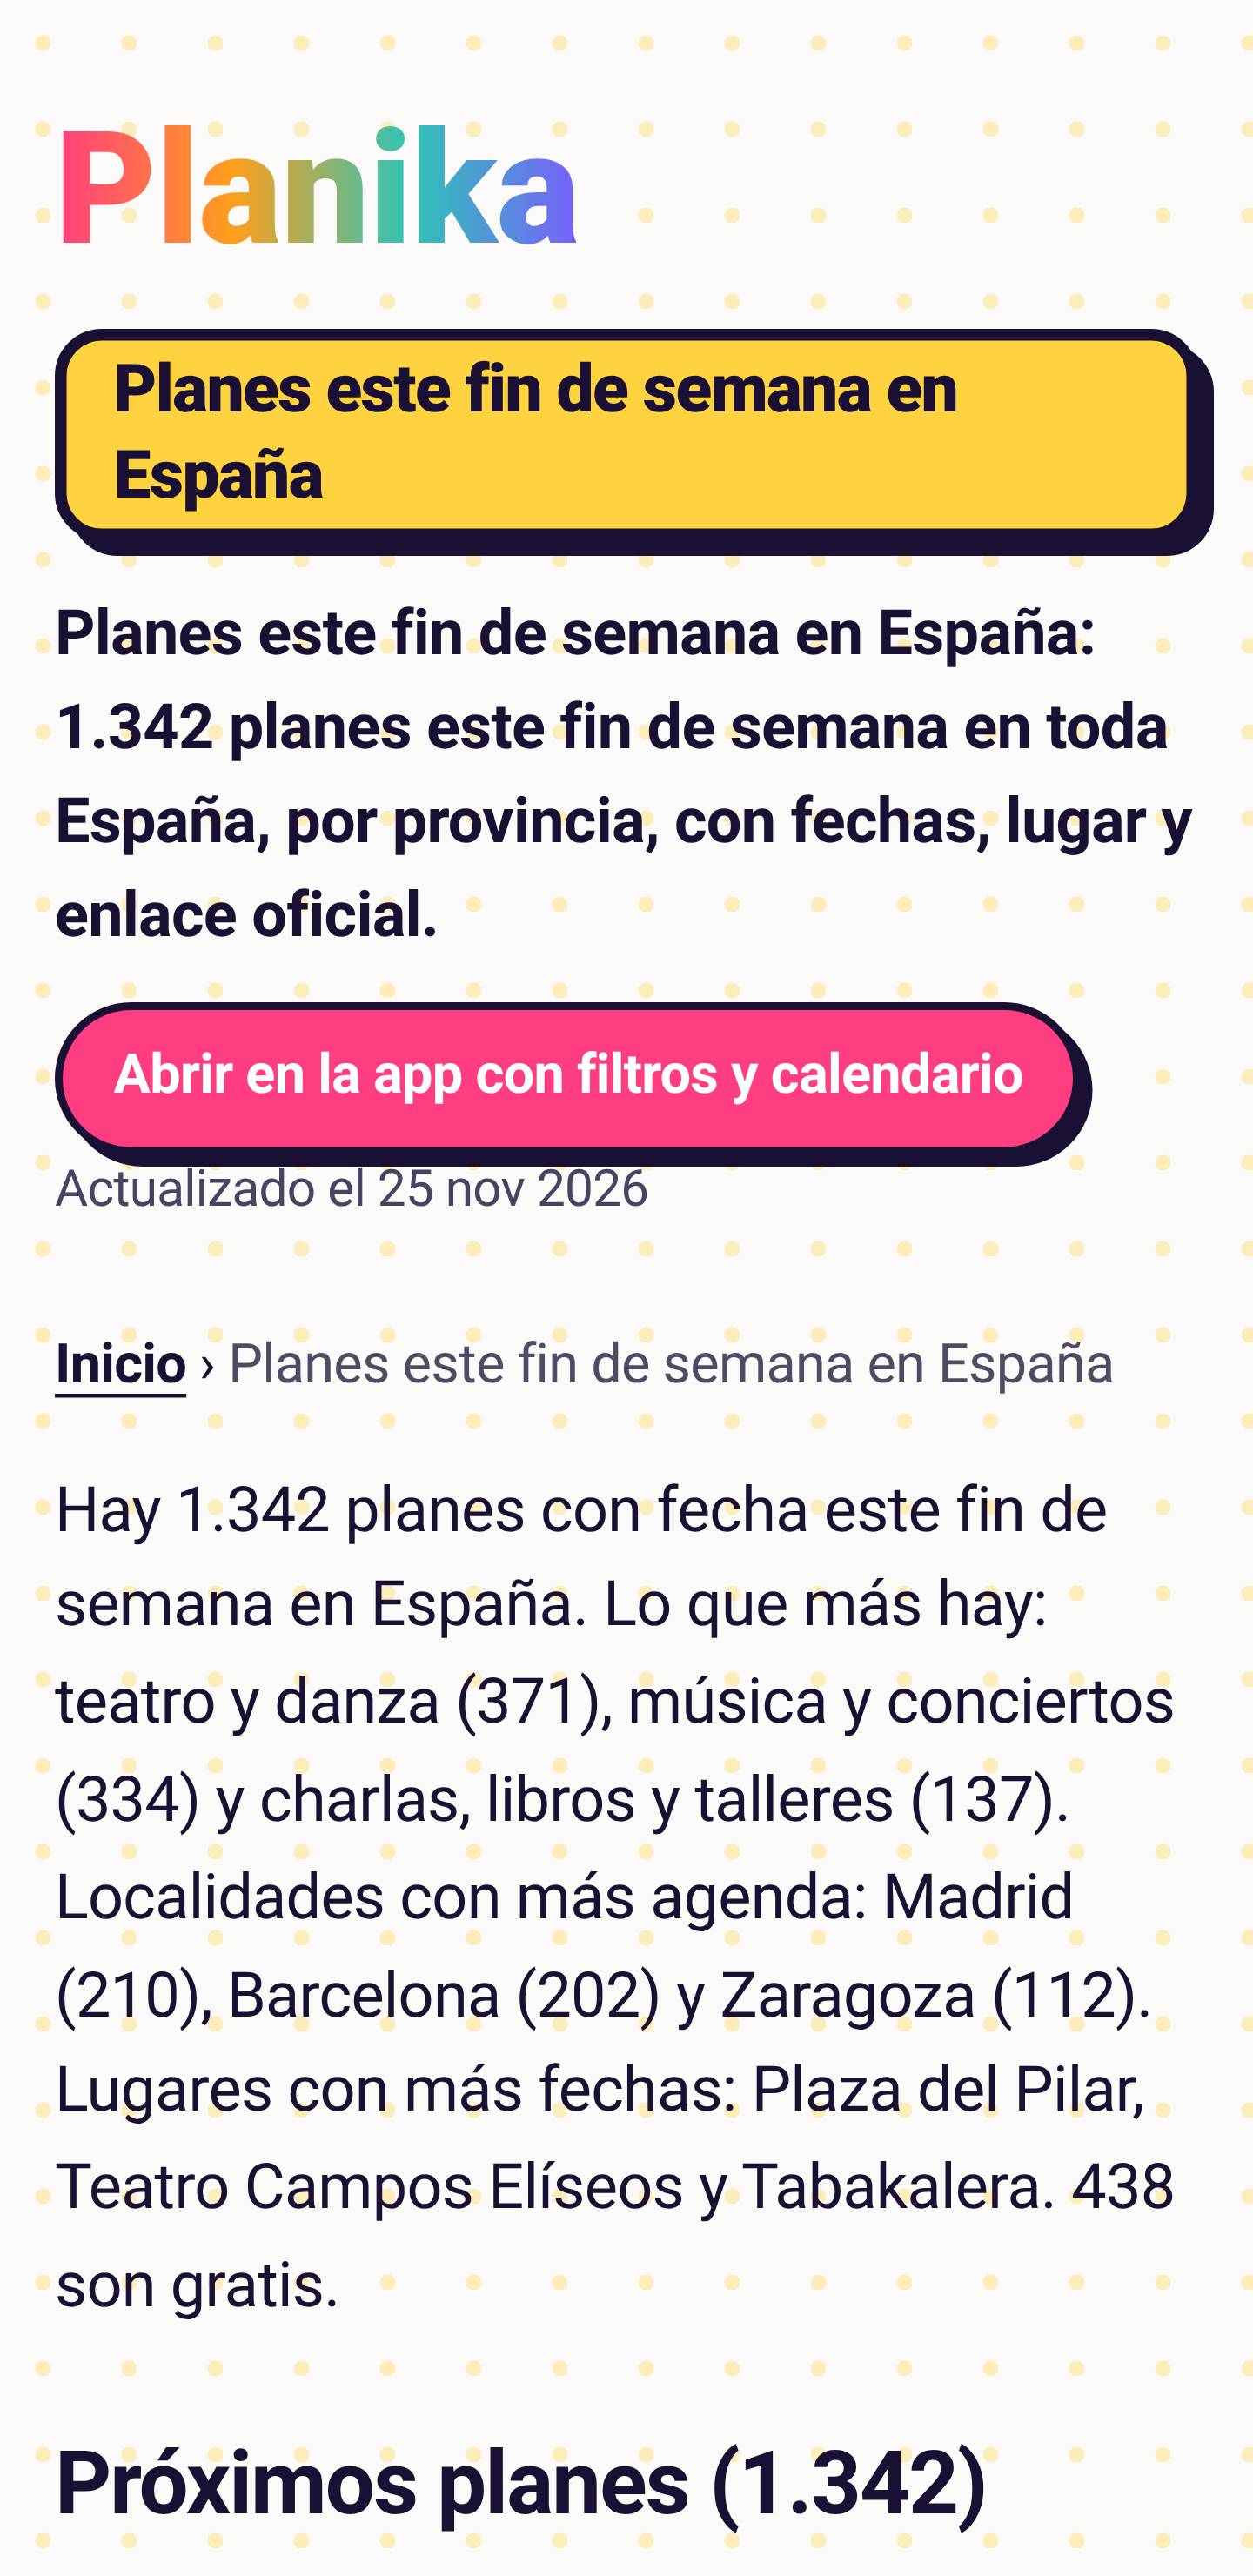 Planika
Planes este fin de semana en
España
Planes este fin de semana en España:
1.342 planes este fin de semana en toda
España, por provincia, con fechas, lugar y
enlace oficial.
Abrir en la app con filtros y calendario
Actualizado el 25 nov 2026
Inicio › Planes este fin de semana en España
Hay 1.342 planes con fecha este fin de
semana en España. Lo que más hay:
teatro y danza (371), música y conciertos
(334) y charlas, libros y talleres (137).
Localidades con más agenda: Madrid
(210), Barcelona (202) y Zaragoza (112).
Lugares con más fechas: Plaza del Pilar,
Teatro Campos Elíseos y Tabakalera. 438
son gratis.
Próximos planes (1.342)